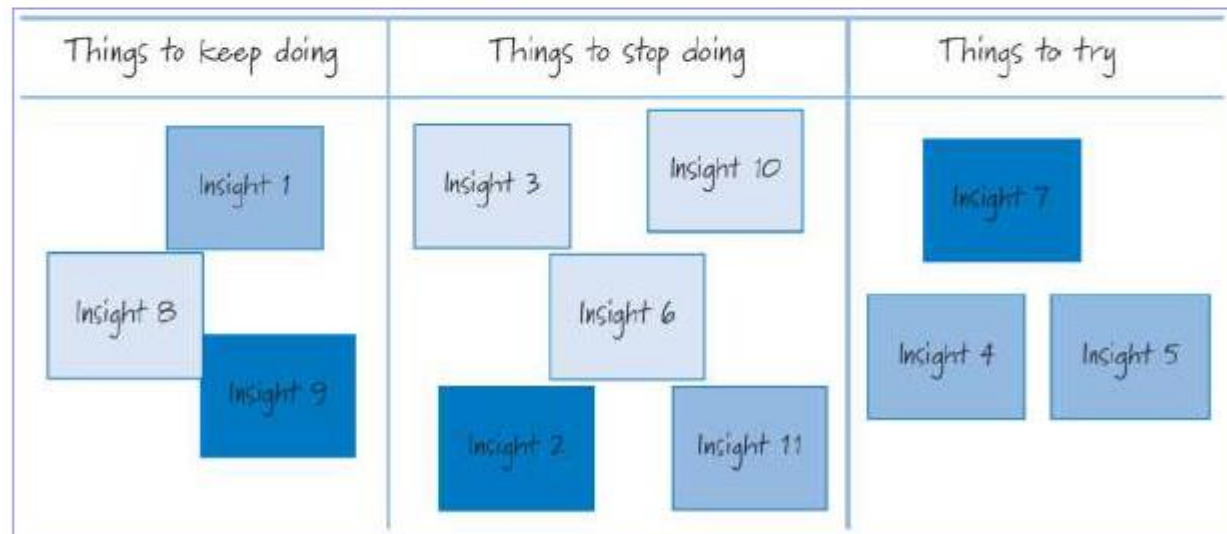 Things to keep doing
Things to stop doing
Things to try
Insight 1
Insight 8
Insight 9
Insight 3
Insight 10
Insight 6
Insight 2
Insight 11
Insight 7
Insight 4
Insight 5